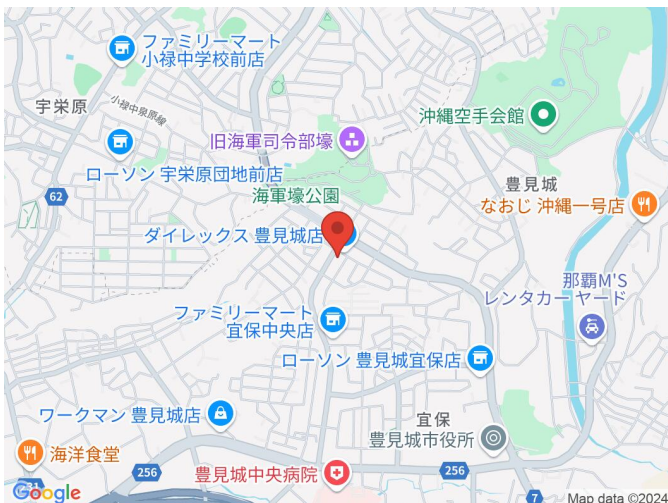 ファミリーマート
小禄中学校前店
小禄中泉原線
宇栄原
旧海軍司令部壕
沖縄空手会館
ローソン 宇栄原団地前店
62
海軍壕公園
豊見城
なおじ 沖縄一号店
ダイレックス 豊見城店
那覇M'S
レンタカー ヤード
ファミリーマート
宜保中央店
ローソン 豊見城宜保店
ワークマン 豊見城店
宜保
豊見城市役所
海洋食堂
豊見城中央病院
256
256
31
7
Google
Map data ©2024